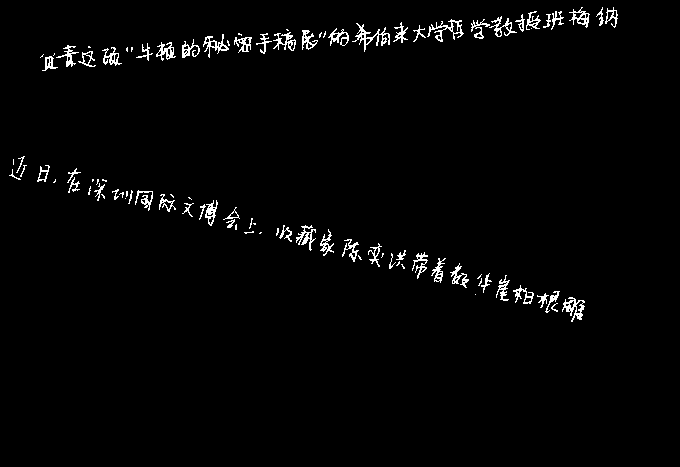 负责这项“牛顿的秘密手稿展”的希伯来大学哲学教授班梅纳
近日,在深圳国际文博会上,收藏家陈奕洪带着数件崖柏根雕